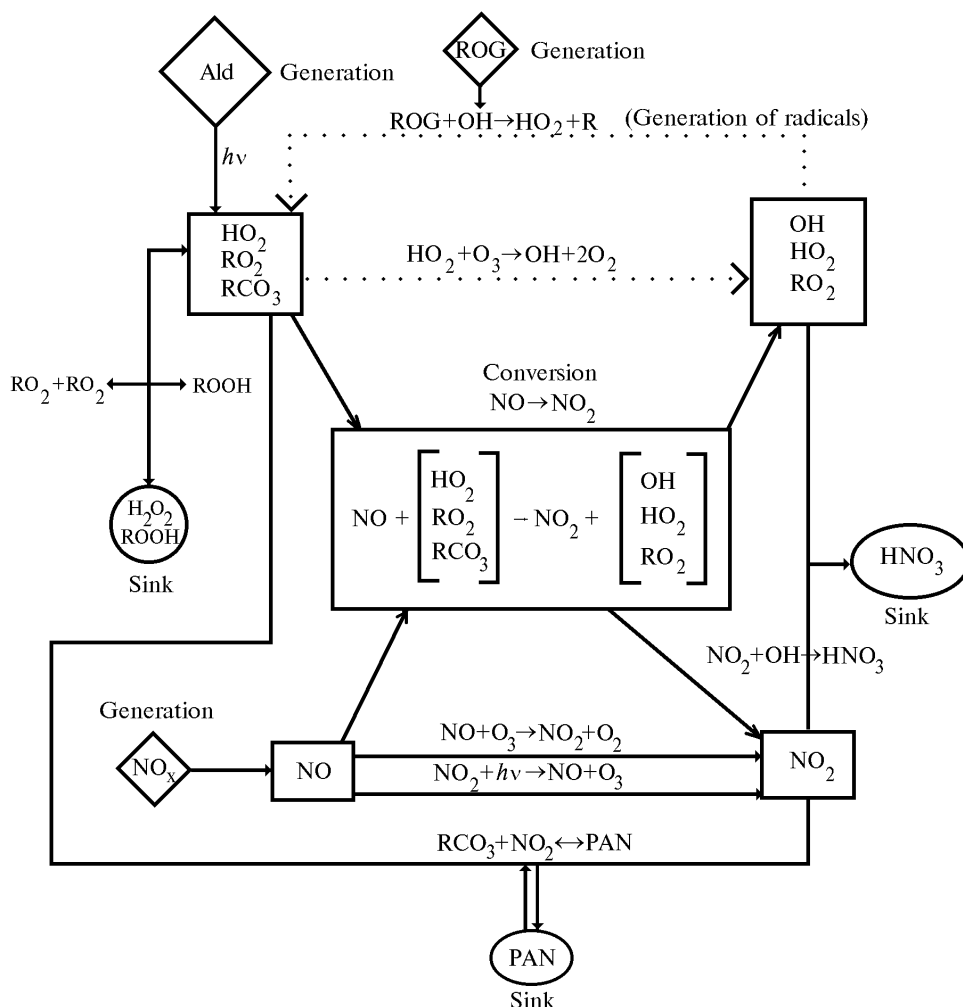 ROG Generation
Ald Generation
ROG+OH→HO2+R (Generation of radicals)
hν
HO2
RO2
RCO3
HO2+O3→OH+2O2
OH
HO2
RO2
RO2+RO2 ROOH
Conversion
NO→NO2
H2O2
ROOH
Sink
NO + [HO2 RO2 RCO3] – NO2 + [OH HO2 RO2]
HNO3
Sink
NO2+OH→HNO3
Generation
NOx
NO
NO+O3→NO2+O2
NO2+hν→NO+O3
NO2
RCO3+NO2↔PAN
PAN
Sink